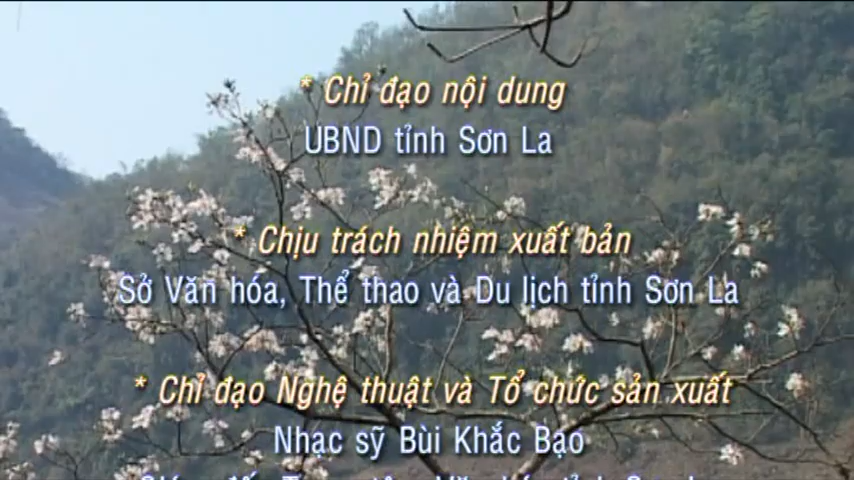 * Chỉ đạo nội dung
UBND tỉnh Sơn La
* Chịu trách nhiệm xuất bản
Sở Văn hóa, Thể thao và Du lịch tỉnh Sơn La
* Chỉ đạo Nghệ thuật và Tổ chức sản xuất
Nhạc sỹ Bùi Khắc Bạo